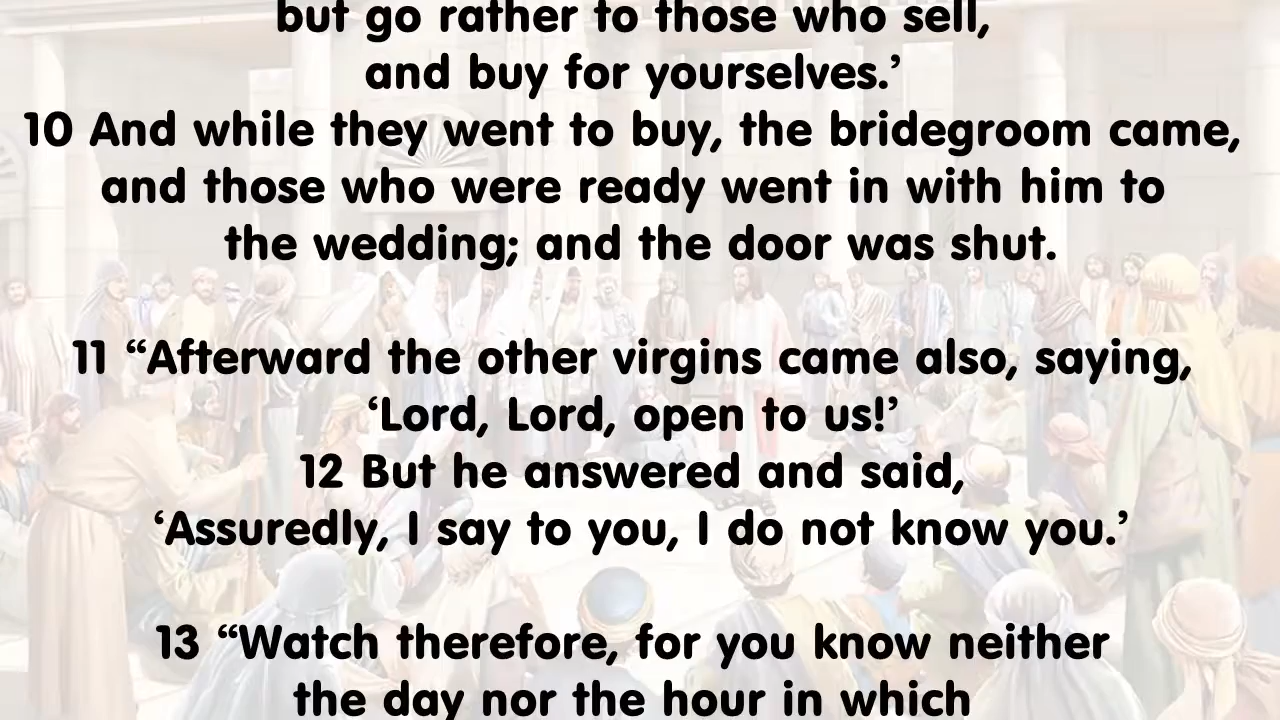 but go rather to those who sell,
and buy for yourselves.’
10 And while they went to buy, the bridegroom came,
and those who were ready went in with him to
the wedding; and the door was shut.
11 “Afterward the other virgins came also, saying,
‘Lord, Lord, open to us!’
12 But he answered and said,
‘Assuredly, I say to you, I do not know you.’
13 “Watch therefore, for you know neither
the day nor the hour in which